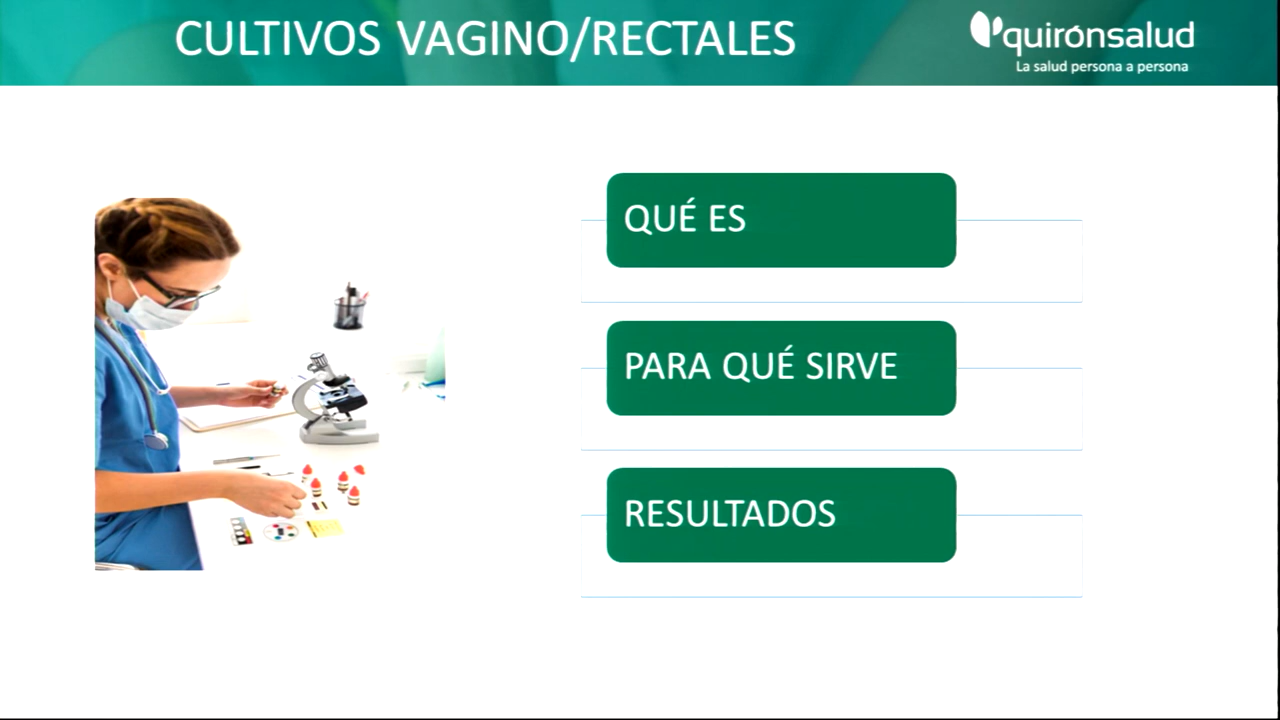 CULTIVOS VAGINO/RECTALES
quirónsalud
La salud persona a persona
QUÉ ES
PARA QUÉ SIRVE
RESULTADOS